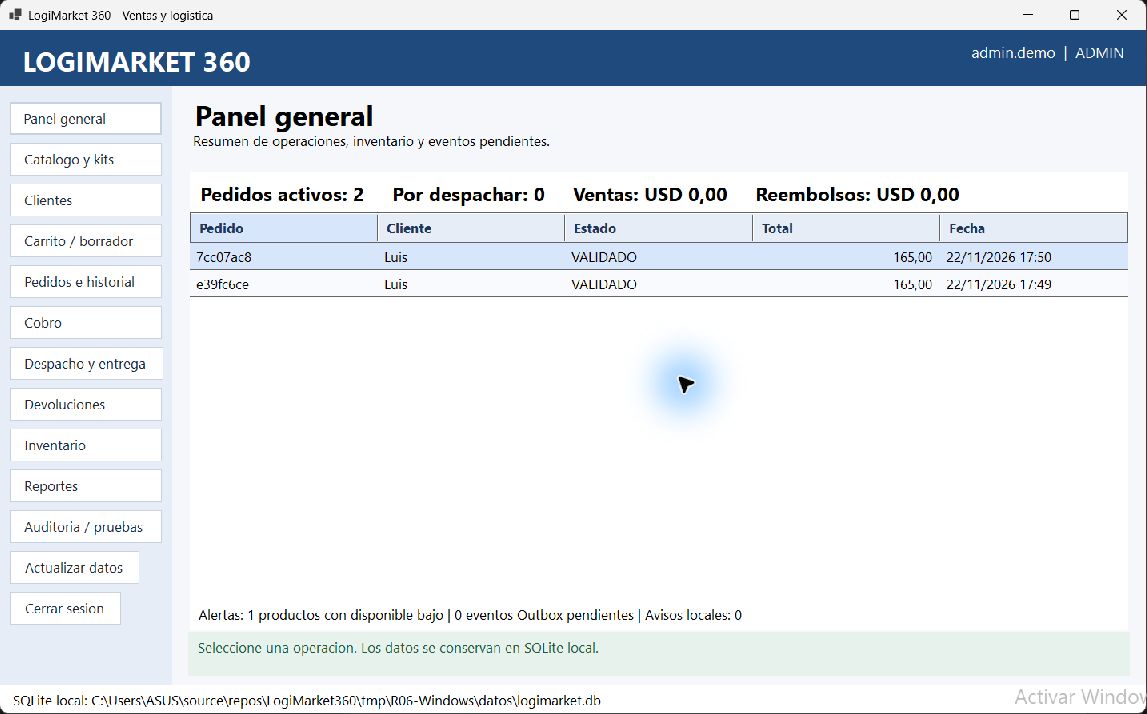 LogiMarket 360 - Ventas y logistica
LOGIMARKET 360
admin.demo | ADMIN
Panel general
Catalogo y kits
Clientes
Carrito / borrador
Pedidos e historial
Cobro
Despacho y entrega
Devoluciones
Inventario
Reportes
Auditoria / pruebas
Actualizar datos
Cerrar sesion
Panel general
Resumen de operaciones, inventario y eventos pendientes.
Pedidos activos: 2 Por despachar: 0 Ventas: USD 0,00 Reembolsos: USD 0,00
Pedido Cliente Estado Total Fecha
7cc07ac8 Luis VALIDADO 165,00 22/11/2026 17:50
e39fc6ce Luis VALIDADO 165,00 22/11/2026 17:49
Alertas: 1 productos con disponible bajo | 0 eventos Outbox pendientes | Avisos locales: 0
Seleccione una operacion. Los datos se conservan en SQLite local.
SQLite local: C:\Users\ASUS\source\repos\LogiMarket360\tmp\R06-Windows\datos\logimarket.db
Activar Window